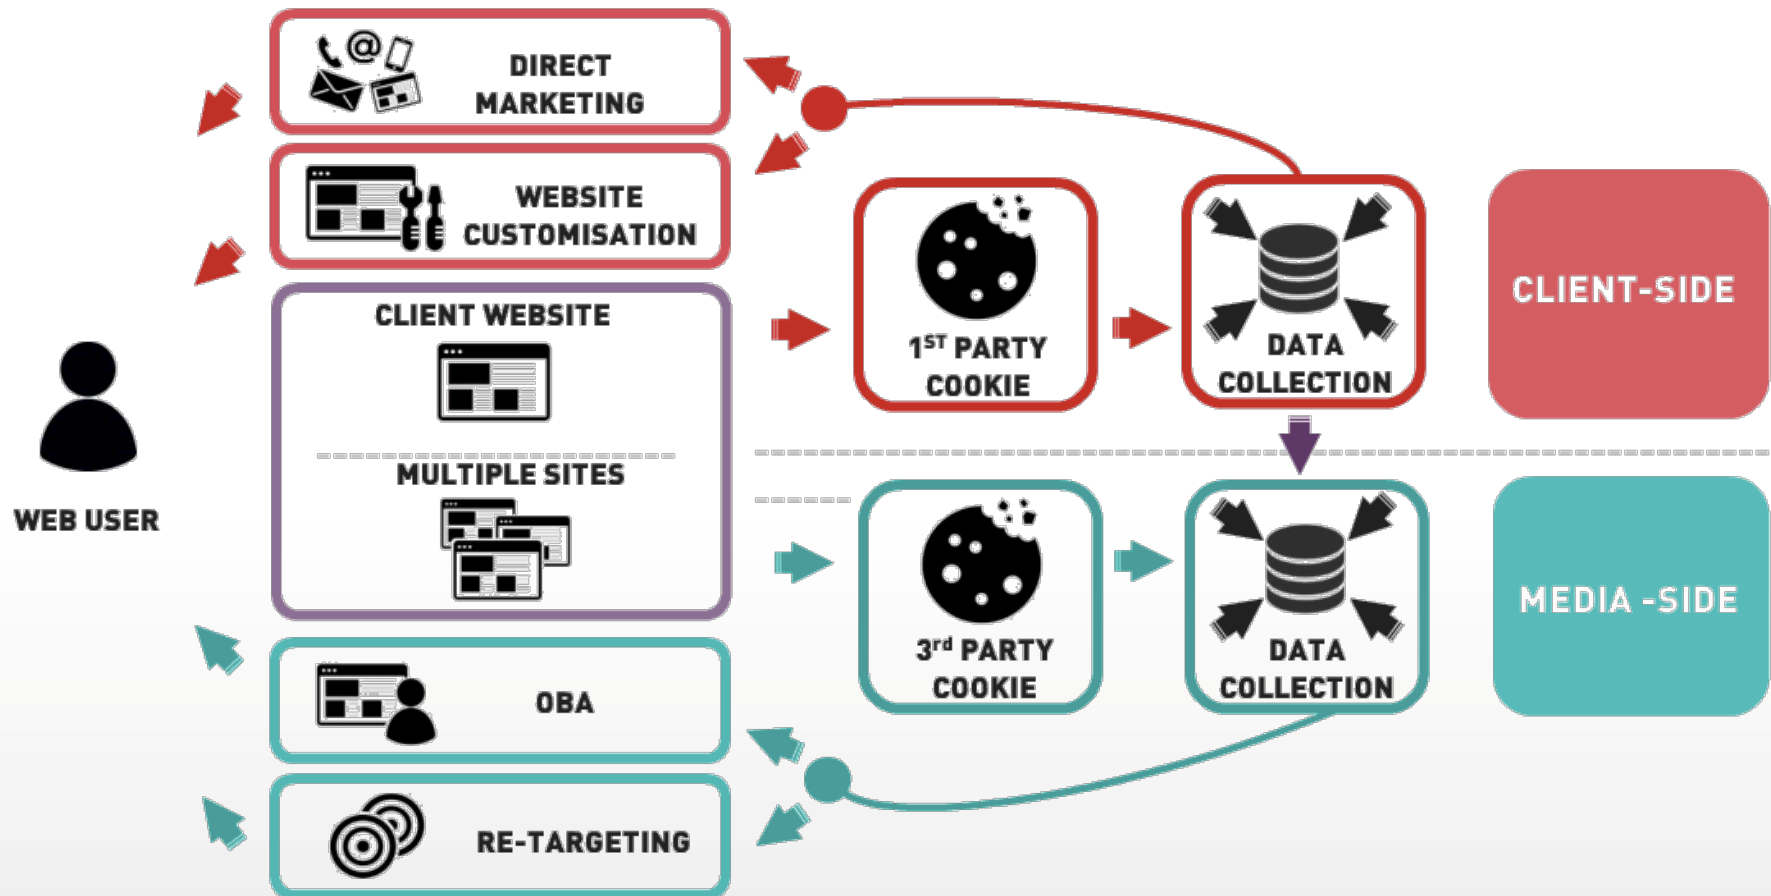 DIRECT
MARKETING
WEBSITE
CUSTOMISATION
CLIENT WEBSITE
MULTIPLE SITES
WEB USER
OBA
RE-TARGETING
1ST PARTY
COOKIE
DATA
COLLECTION
CLIENT-SIDE
3rd PARTY
COOKIE
DATA
COLLECTION
MEDIA -SIDE